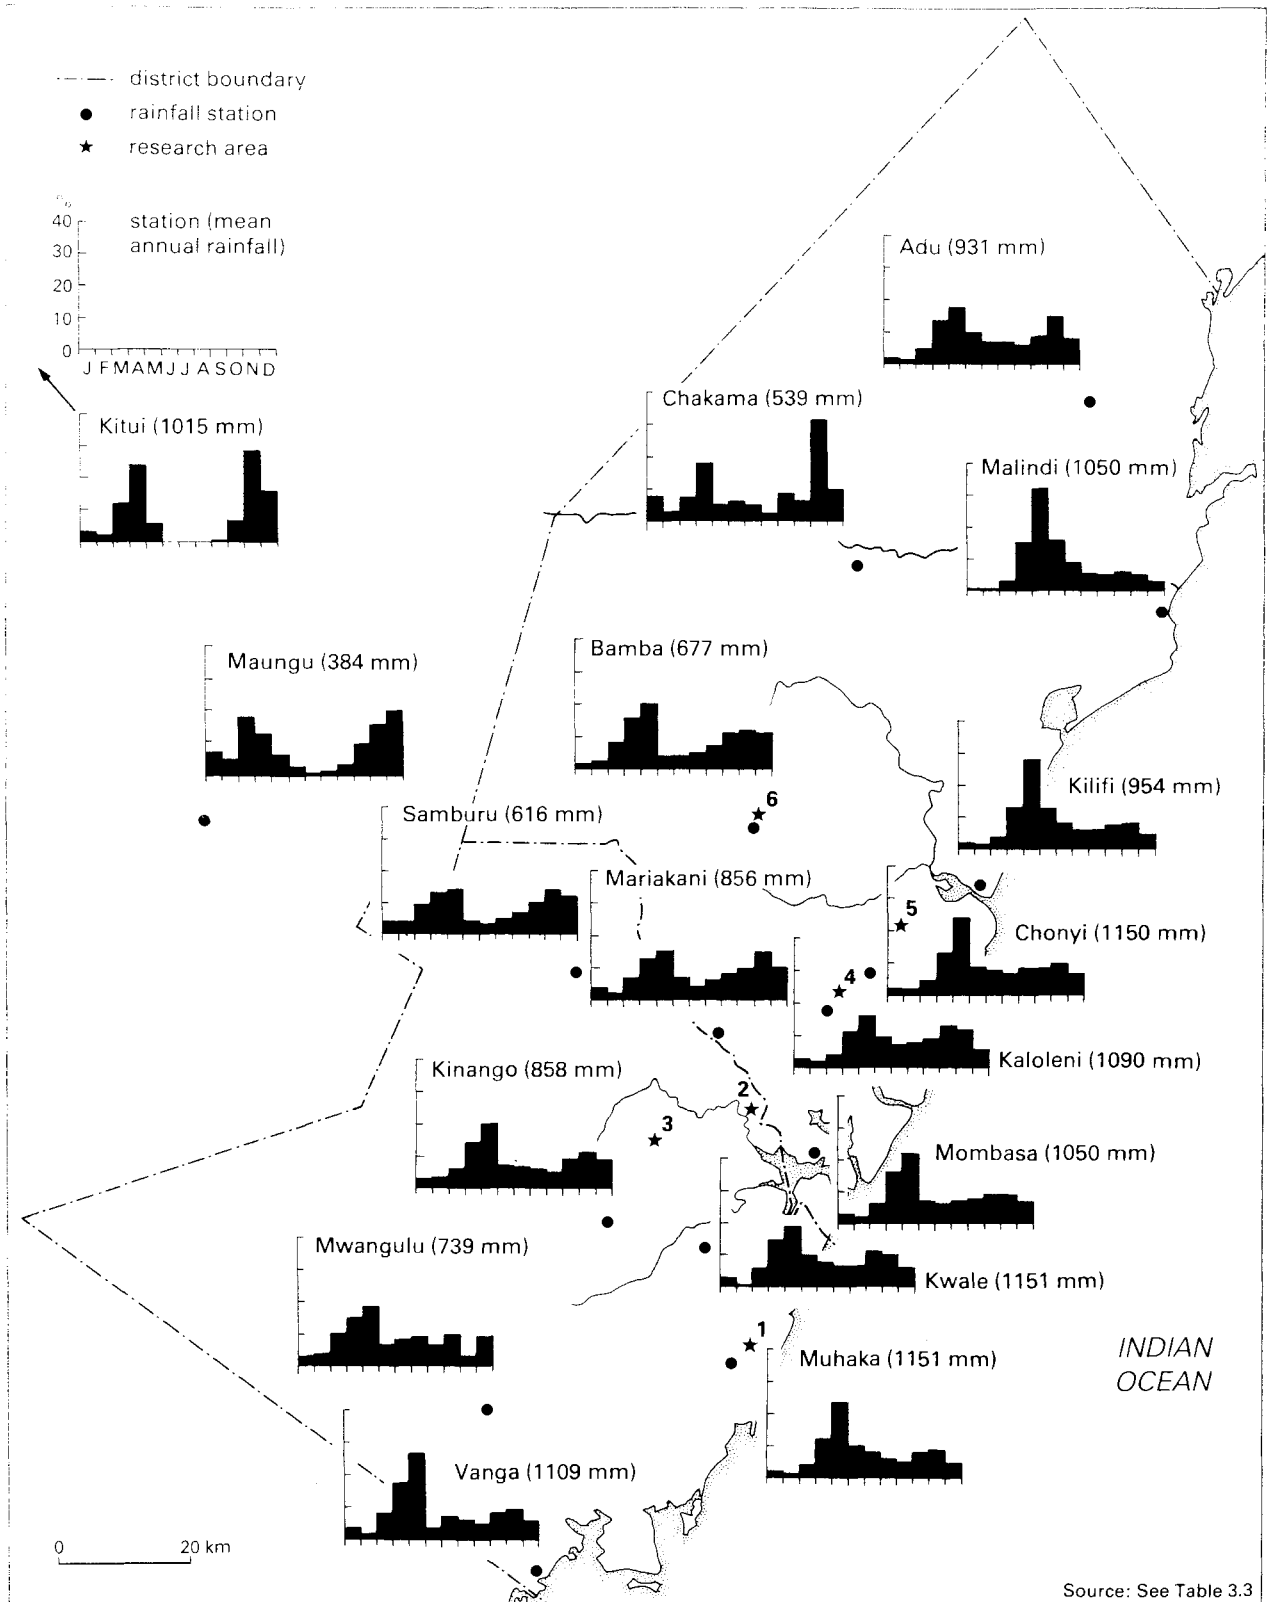 district boundary
rainfall station
research area
%
40
30
20
10
0
station (mean
annual rainfall)
J F M A M J J A S O N D
Kitui (1015 mm)
Adu (931 mm)
Chakama (539 mm)
Malindi (1050 mm)
Maungu (384 mm)
Bamba (677 mm)
6
Kilifi (954 mm)
Samburu (616 mm)
Mariakani (856 mm)
5
Chonyi (1150 mm)
4
Kaloleni (1090 mm)
Kinango (858 mm)
2
3
Mombasa (1050 mm)
Mwangulu (739 mm)
Kwale (1151 mm)
1
Muhaka (1151 mm)
INDIAN
OCEAN
Vanga (1109 mm)
0 20 km
Source: See Table 3.3